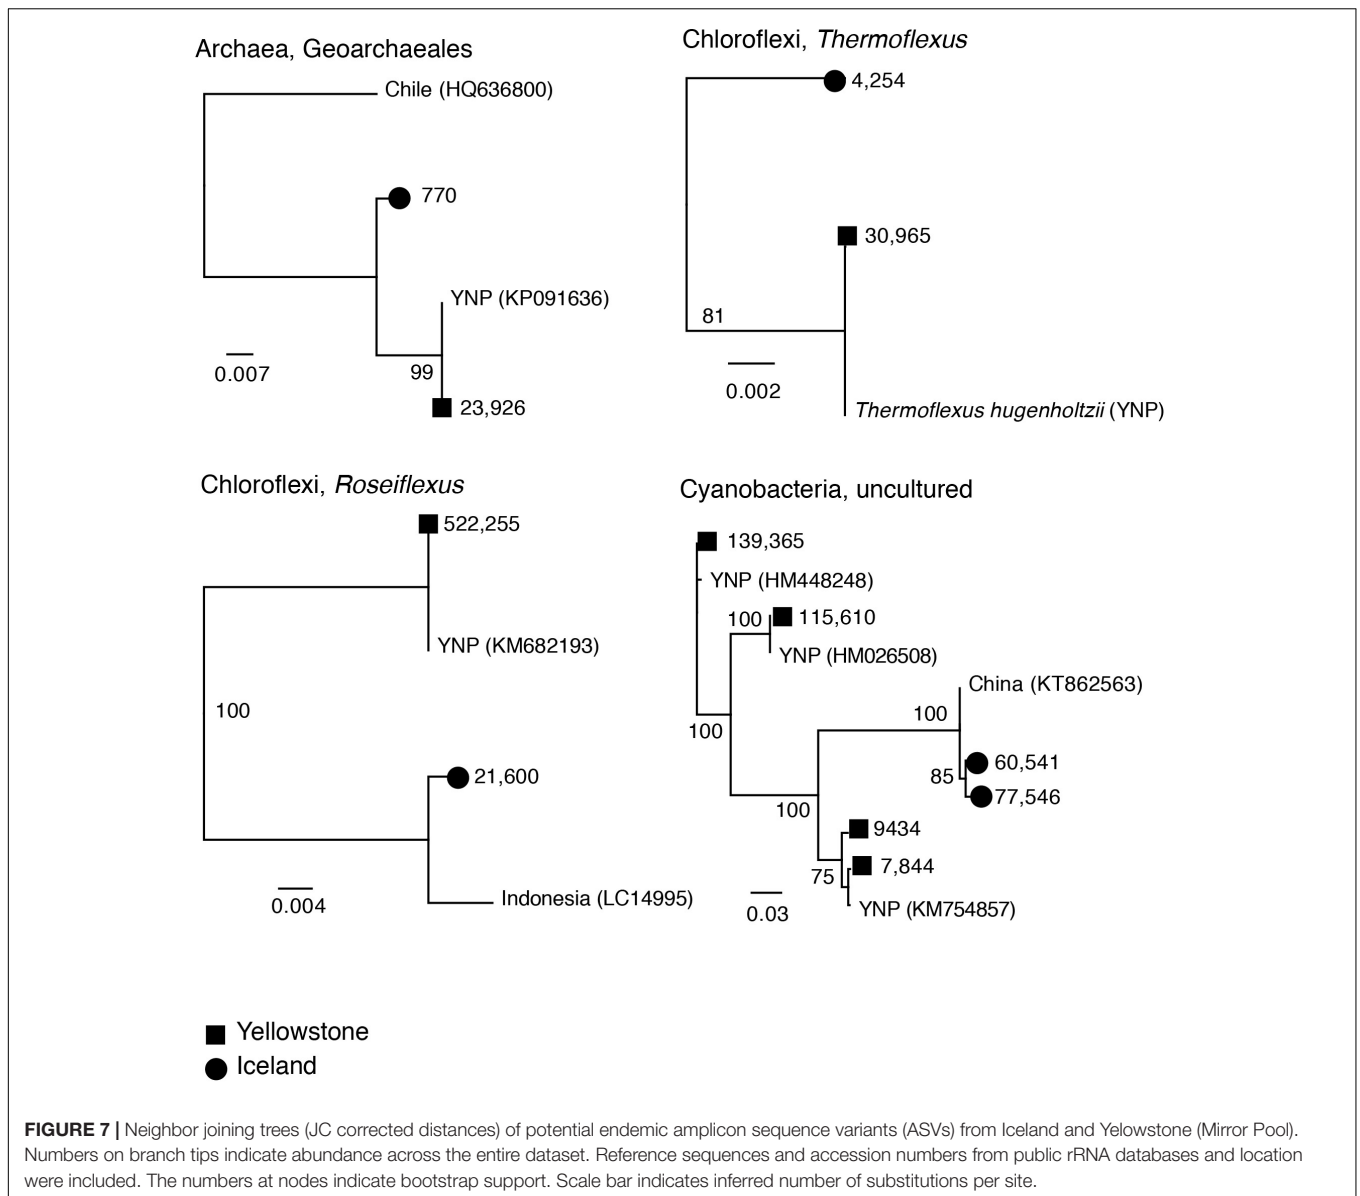 Archaea, Geoarchaeales
Chile (HQ636800)
770
YNP (KP091636)
99
23,926
0.007
Chloroflexi, Thermoflexus
4,254
30,965
81
0.002
Thermoflexus hugenholtzii (YNP)
Chloroflexi, Roseiflexus
522,255
YNP (KM682193)
100
21,600
Indonesia (LC14995)
0.004
Cyanobacteria, uncultured
139,365
YNP (HM448248)
100
115,610
YNP (HM026508)
China (KT862563)
100
100
60,541
85
77,546
100
9434
7,844
75
YNP (KM754857)
0.03
Yellowstone
Iceland
FIGURE 7 | Neighbor joining trees (JC corrected distances) of potential endemic amplicon sequence variants (ASVs) from Iceland and Yelowstone (Mirror Pool).
Numbers on branch tips indicate abundance across the entire dataset. Reference sequences and accession numbers from public rRNA databases and location
were included. The numbers at nodes indicate bootstrap support. Scale bar indicates inferred number of substitutions per site.